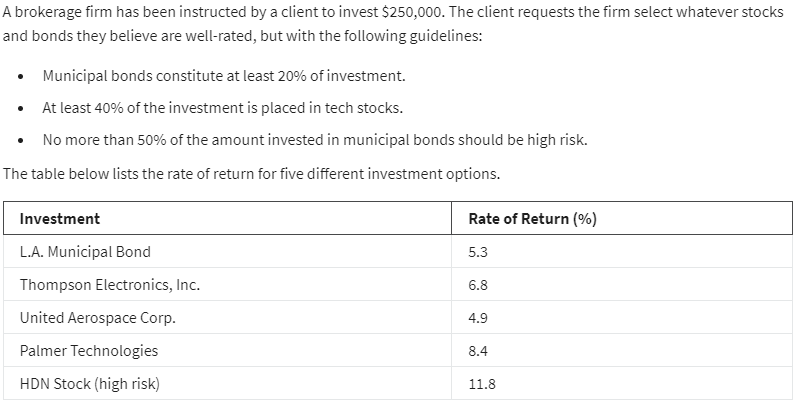 A brokerage firm has been instructed by a client to invest $250,000. The client requests the firm select whatever stocks
and bonds they believe are well-rated, but with the following guidelines:
• Municipal bonds constitute at least 20% of investment.
• At least 40% of the investment is placed in tech stocks.
• No more than 50% of the amount invested in municipal bonds should be high risk.
The table below lists the rate of return for five different investment options.
Investment Rate of Return (%)
L.A. Municipal Bond 5.3
Thompson Electronics, Inc. 6.8
United Aerospace Corp. 4.9
Palmer Technologies 8.4
HDN Stock (high risk) 11.8